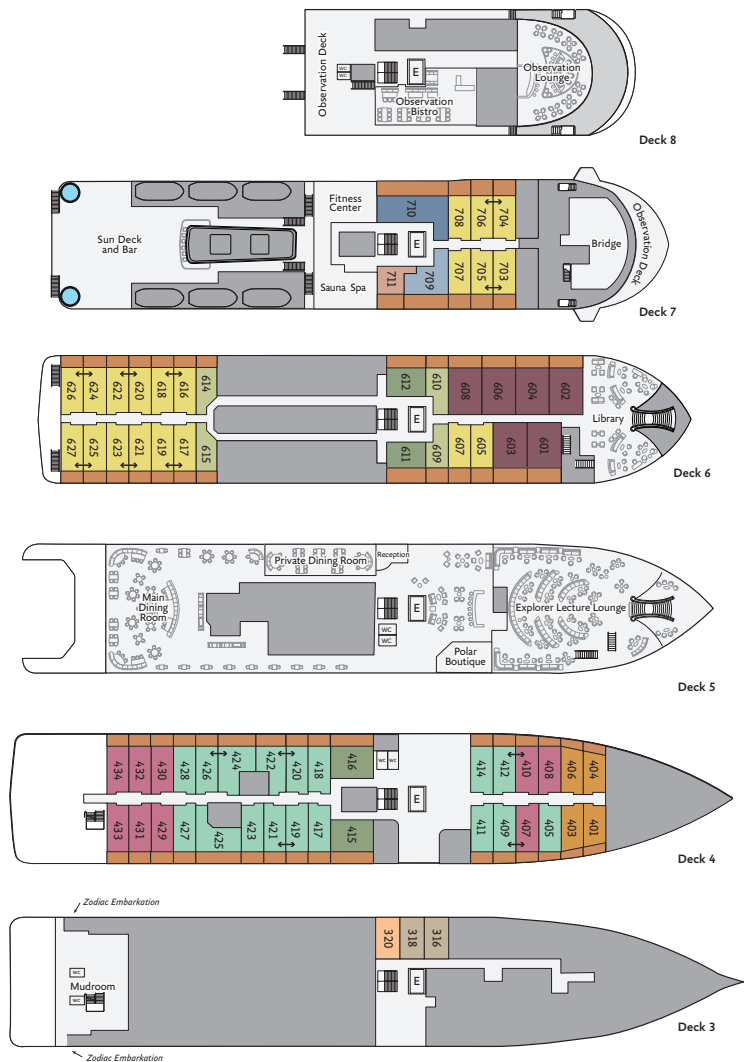 Observation Deck
WC
WC
E
Observation
Bistro
Observation
Lounge
Deck 8
Sun Deck
and Bar
Fitness
Center
Sauna Spa
710
708
706
704
E
711
709
707
705
703
Bridge
Observation Deck
Deck 7
626
624
622
620
618
616
614
612
610
608
606
604
602
E
Library
627
625
623
621
619
617
615
611
609
607
605
603
601
Deck 6
Main
Dining
Room
Private Dining Room
Reception
E
WC
WC
Explorer Lecture Lounge
Polar
Boutique
Deck 5
434
432
430
428
426
424
422
420
418
416
WC
WC
414
412
410
408
406
404
E
433
431
429
427
425
423
421
419
417
415
411
409
407
405
403
401
Deck 4
Zodiac Embarkation
320
318
316
WC
Mudroom
WC
E
Deck 3
Zodiac Embarkation